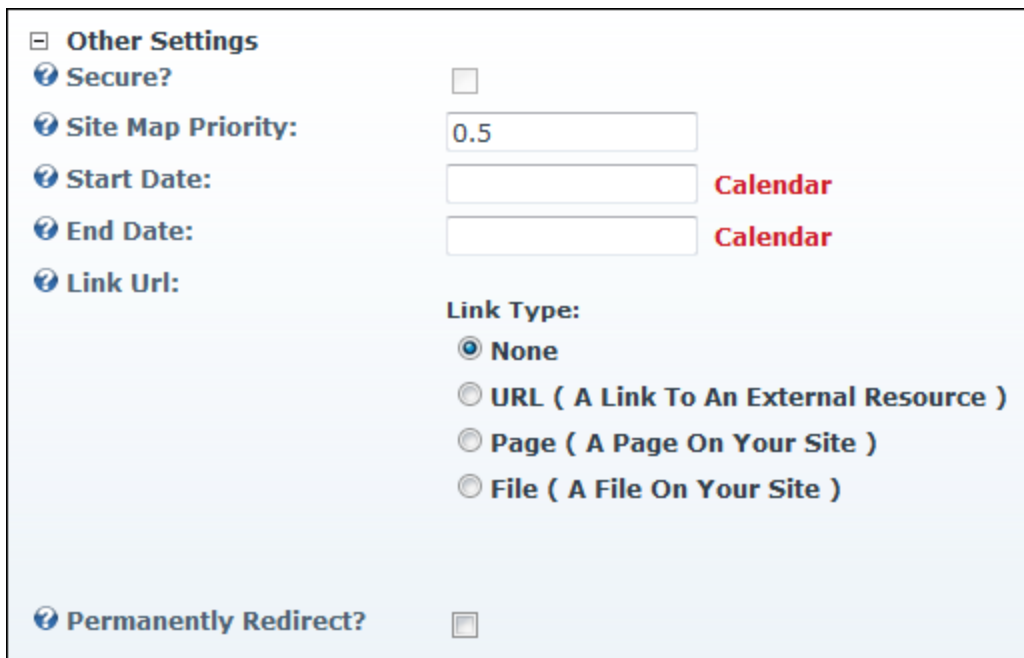 Other Settings
Secure?
Site Map Priority: 0.5
Start Date: Calendar
End Date: Calendar
Link Url:
Link Type:
None
URL ( A Link To An External Resource )
Page ( A Page On Your Site )
File ( A File On Your Site )
Permanently Redirect?